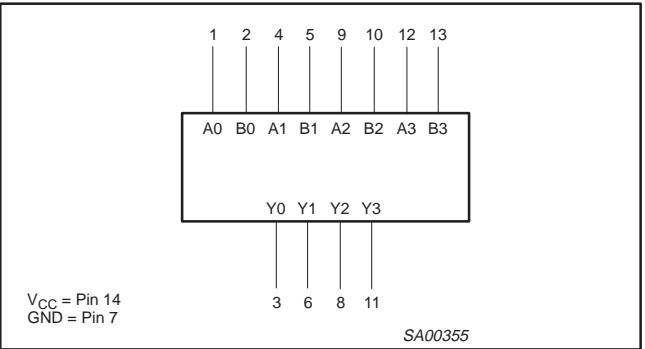 1 2 4 5 9 10 12 13
A0 B0 A1 B1 A2 B2 A3 B3
Y0 Y1 Y2 Y3
3 6 8 11
VCC = Pin 14
GND = Pin 7
SA00355